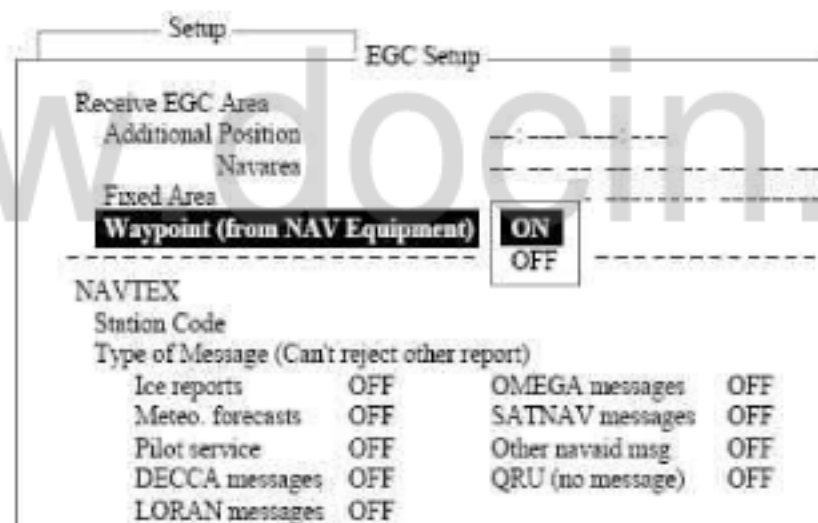 Setup
EGC Setup
Receive EGC Area
Additional Position --:--- ---:---
Navarea -- -- -- -- -- -- -- -- --
Fixed Area
Waypoint (from NAV Equipment) ON
OFF
NAVTEX
Station Code
Type of Message (Can't reject other report)
Ice reports OFF OMEGA messages OFF
Meteo. forecasts OFF SATNAV messages OFF
Pilot service OFF Other navaid msg OFF
DECCA messages OFF QRU (no message) OFF
LORAN messages OFF
w.docin.